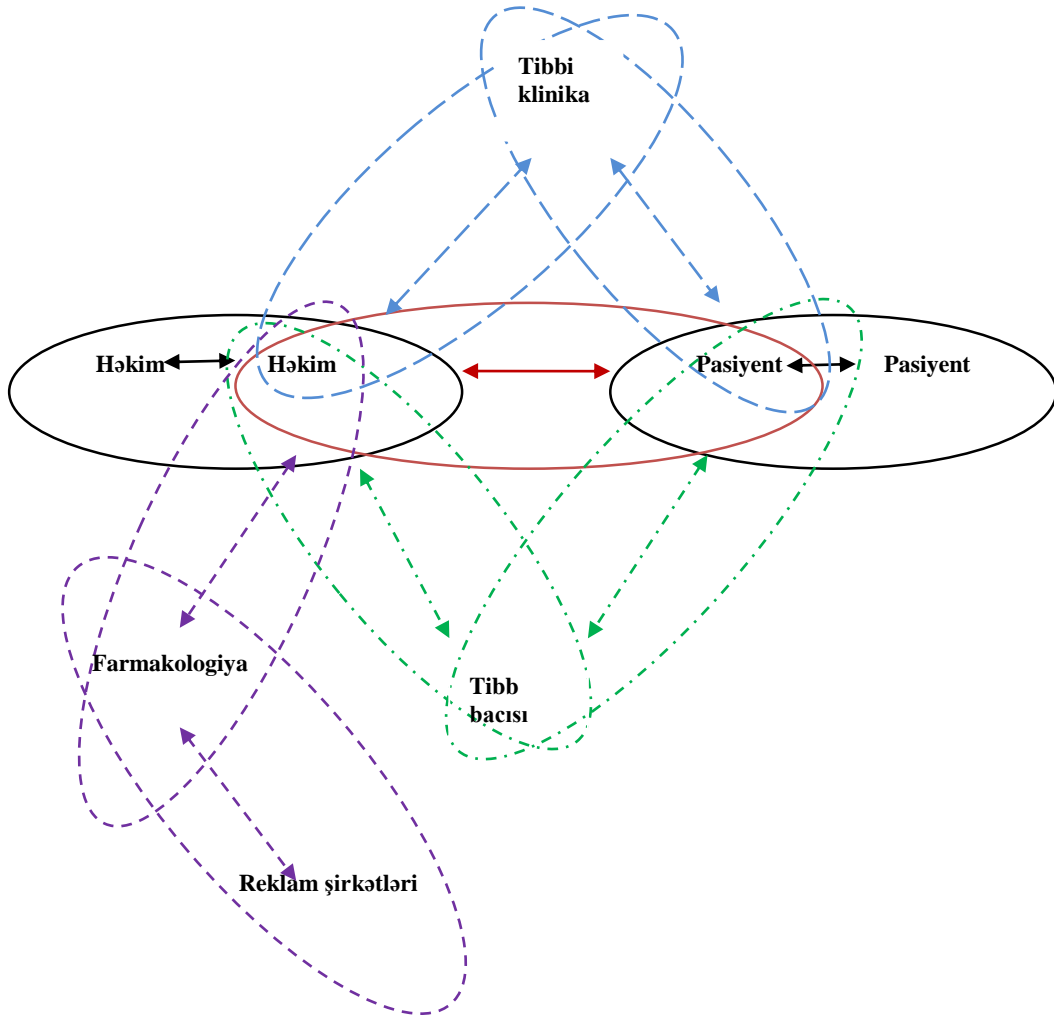 Tibbi
klinika
Həkim
Həkim
Pasiyent
Pasiyent
Farmakologiya
Tibb
bacısı
Reklam şirkətləri